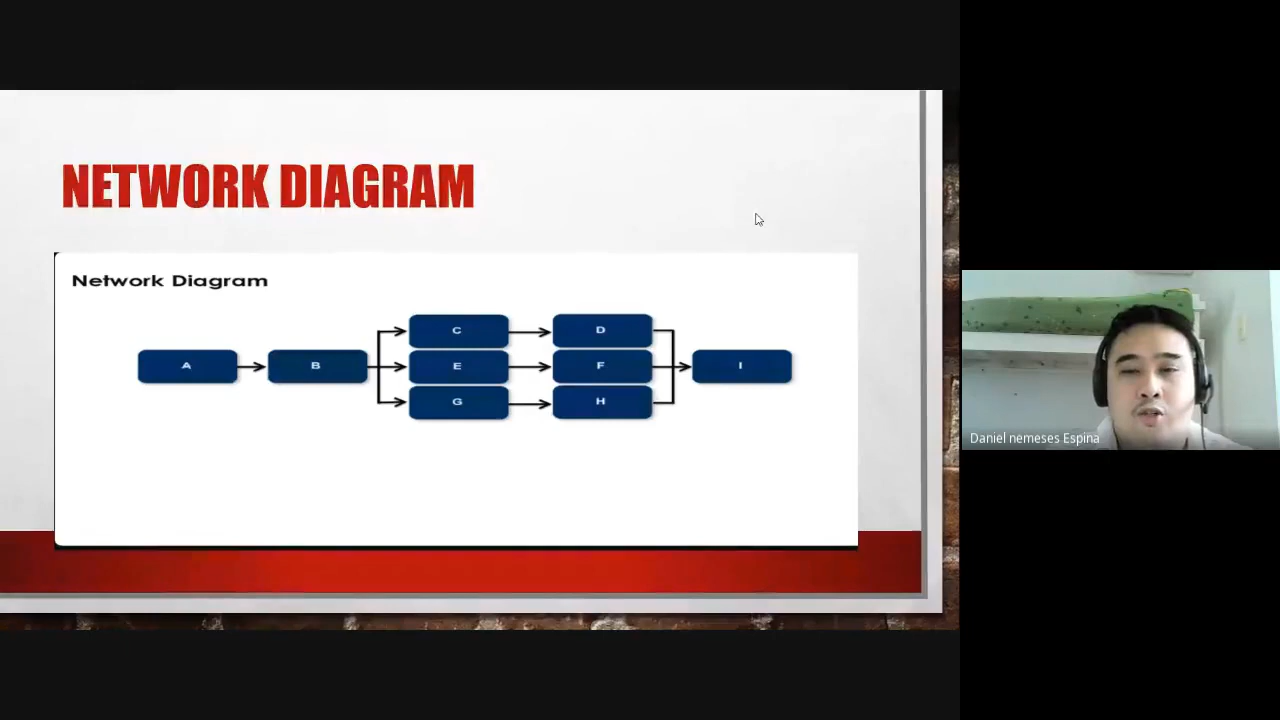 NETWORK DIAGRAM
Network Diagram
C
D
A
B
E
F
I
G
H
Daniel nemeses Espina